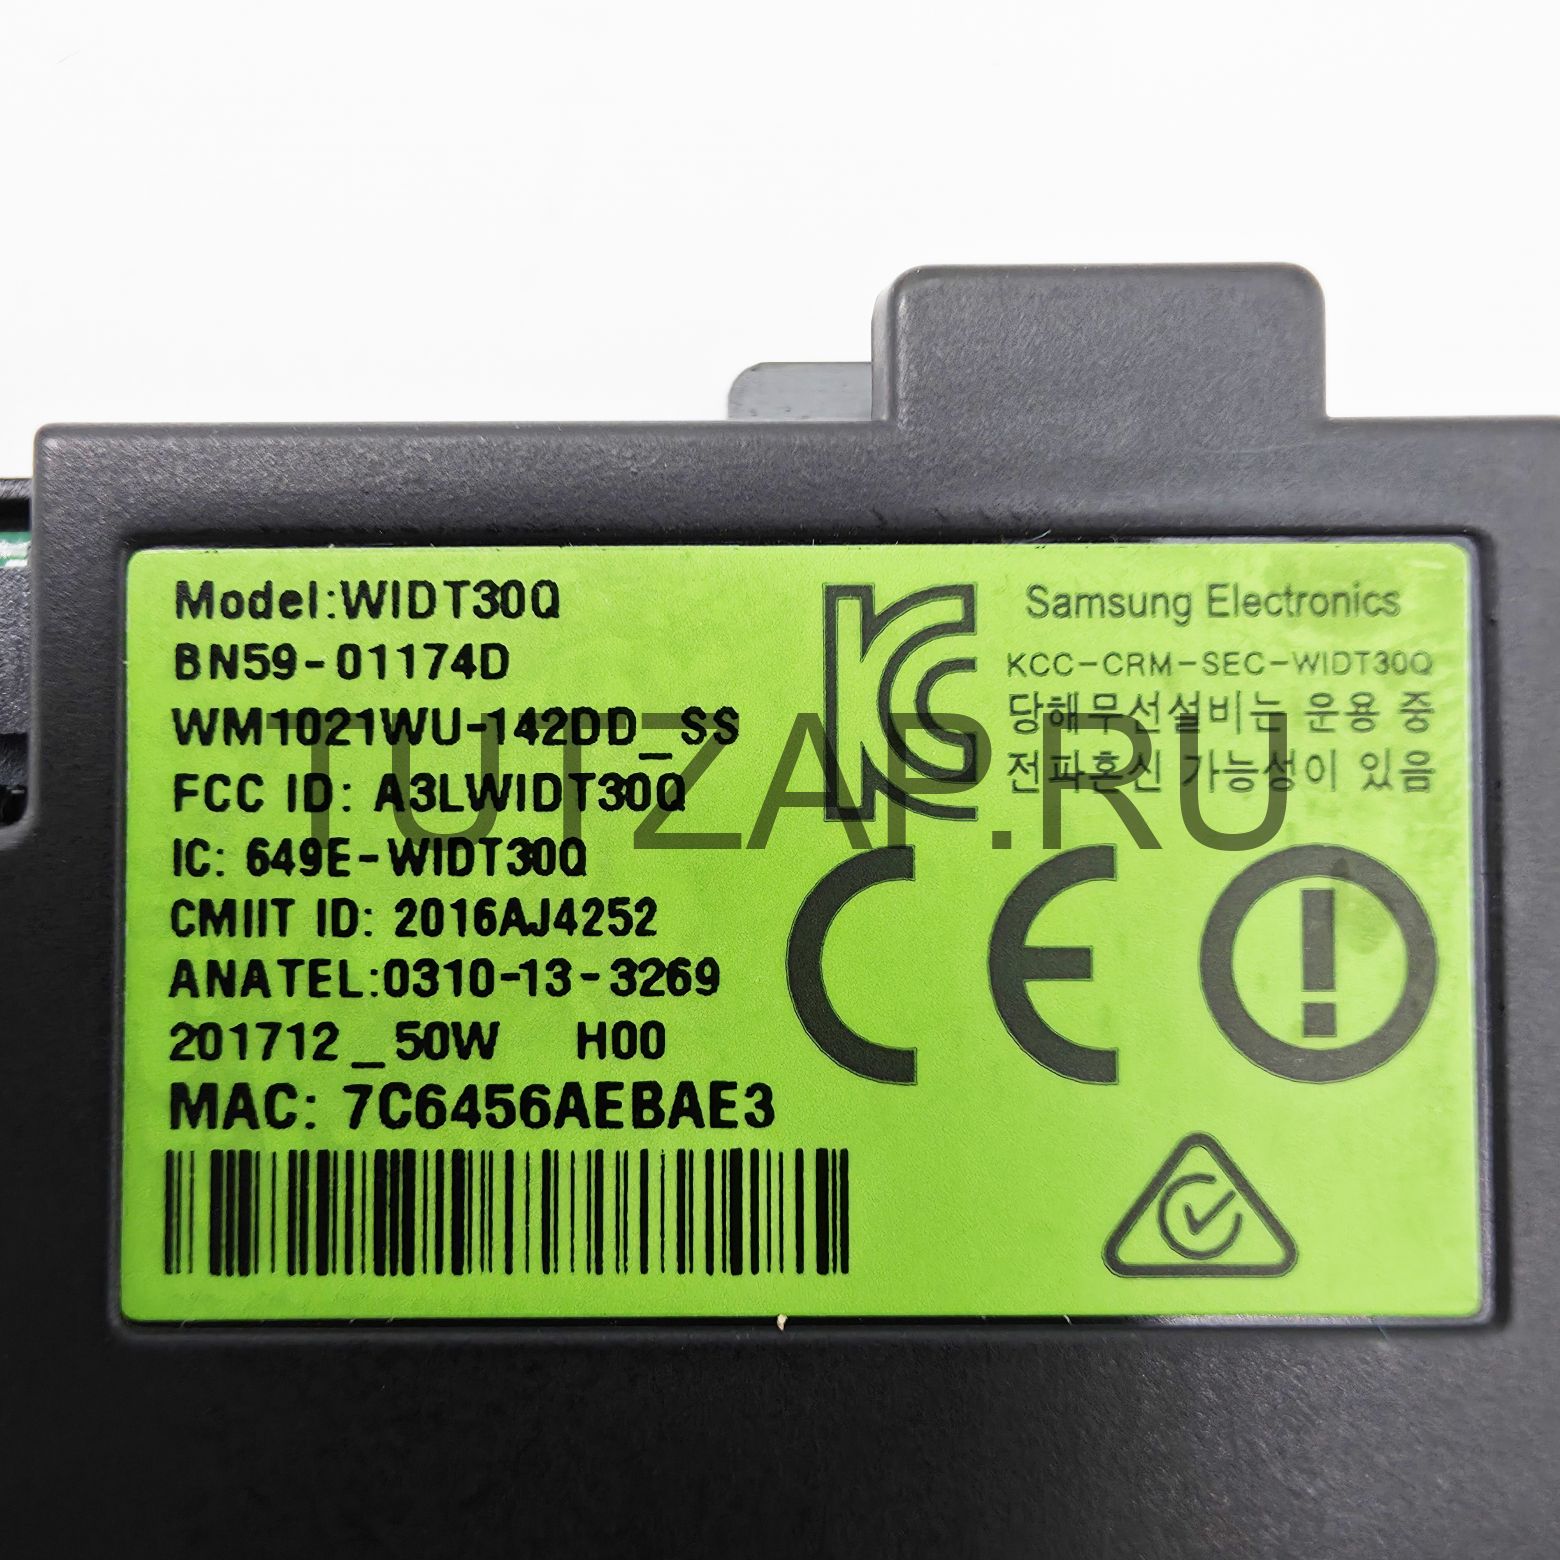 Model:WIDT30Q
BN59-01174D
WM1021WU-142DD_SS
FCC ID: A3LWIDT30Q
IC: 649E-WIDT30Q
CMIIT ID: 2016AJ4252
ANATEL:0310-13-3269
201712_50W H00
MAC: 7C6456AEBAE3
Samsung Electronics
KCC-CRM-SEC-WIDT30Q
당해무선설비는 운용 중
전파혼신 가능성이 있음
TUTZAP.RU